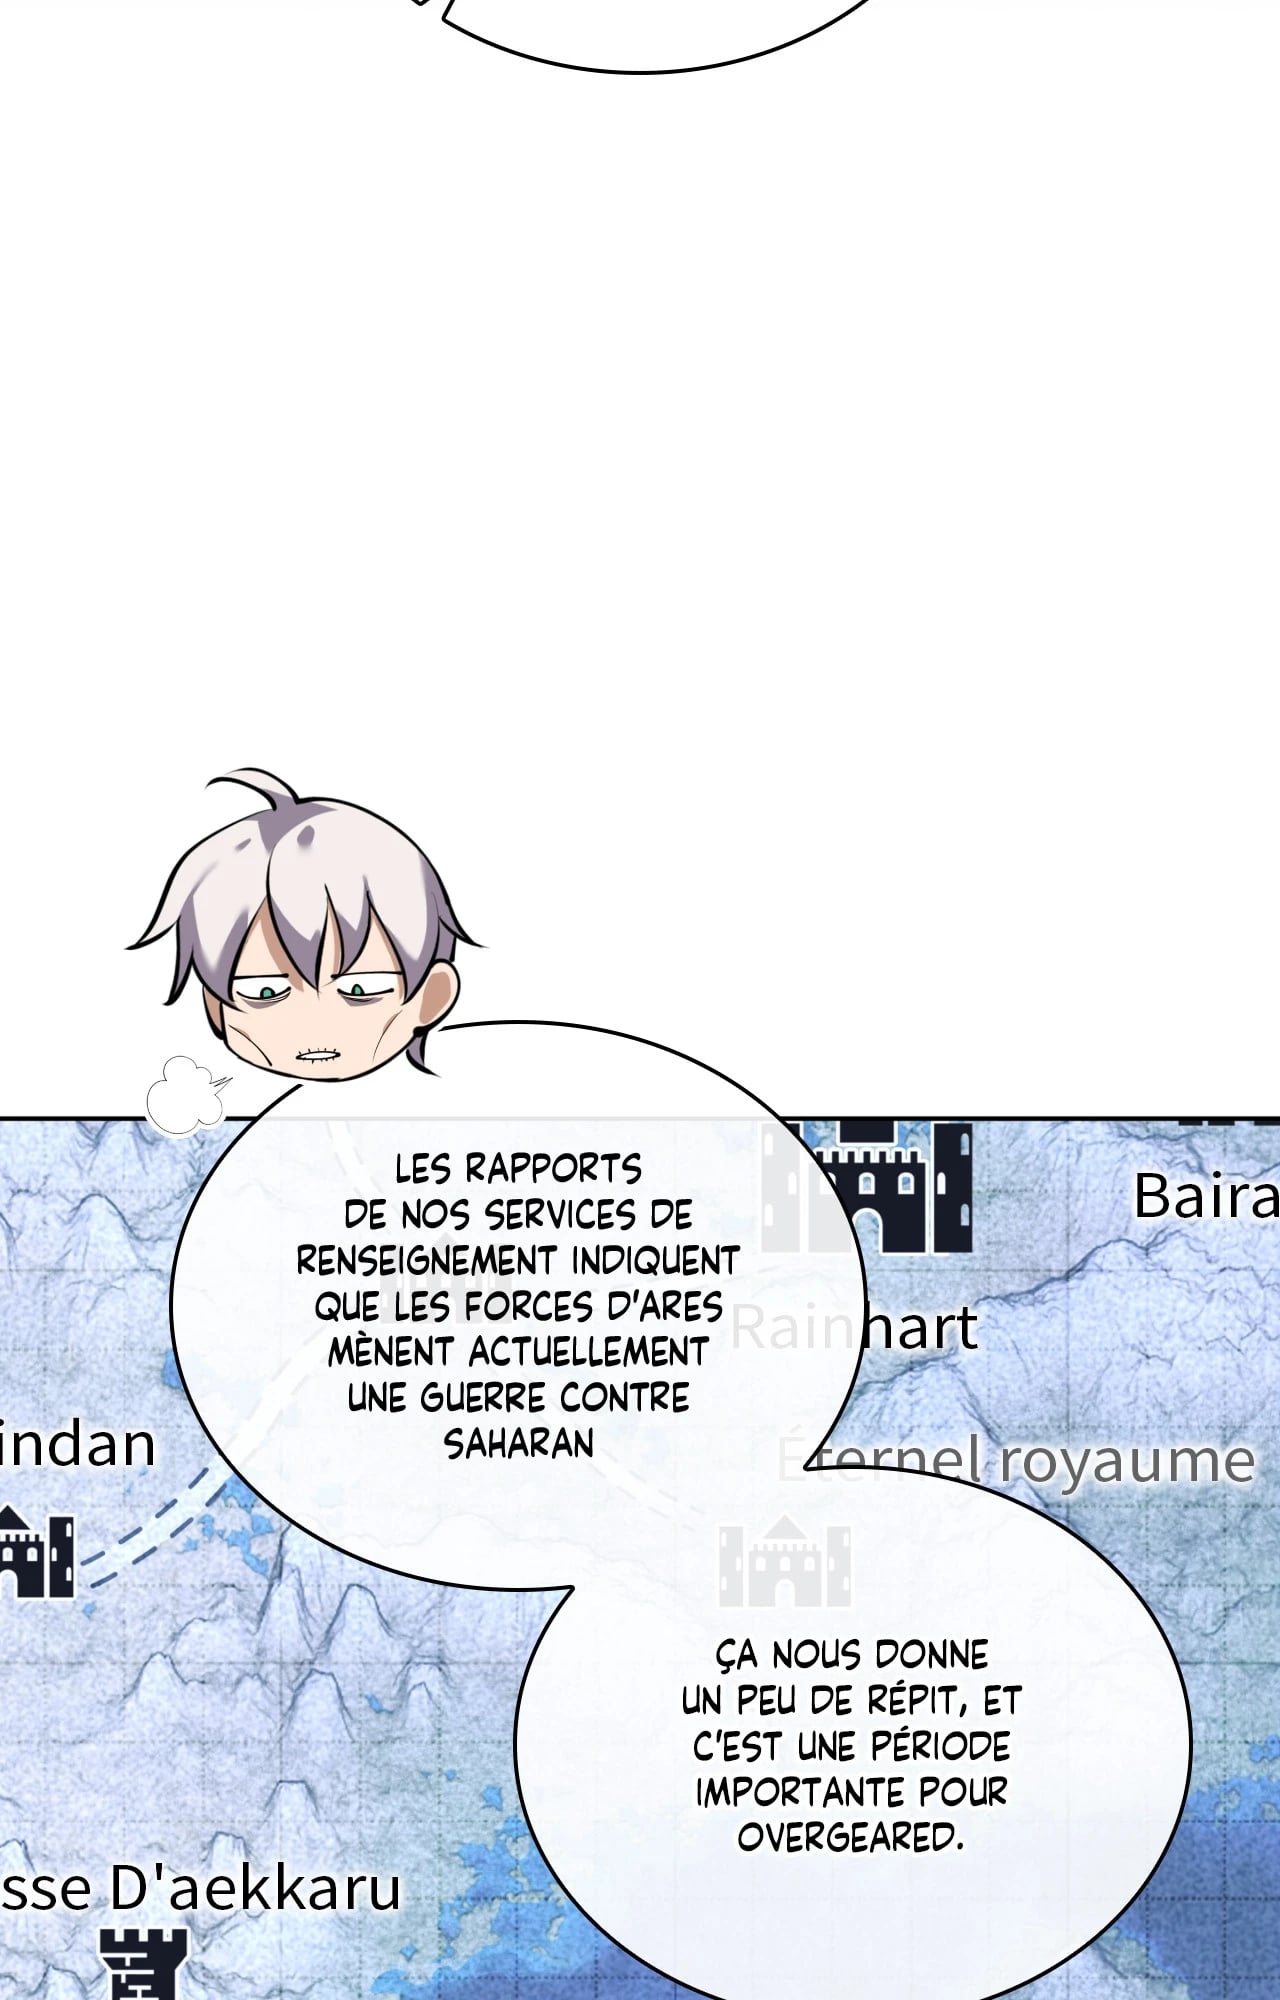 LES RAPPORTS
DE NOS SERVICES DE
RENSEIGNEMENT INDIQUENT
QUE LES FORCES D'ARES
MÈNENT ACTUELLEMENT
UNE GUERRE CONTRE
SAHARAN
Baira
Rainhart
indan
Éternel royaume
ÇA NOUS DONNE
UN PEU DE RÉPIT, ET
C'EST UNE PÉRIODE
IMPORTANTE POUR
OVERGEARED.
sse D'aekkaru